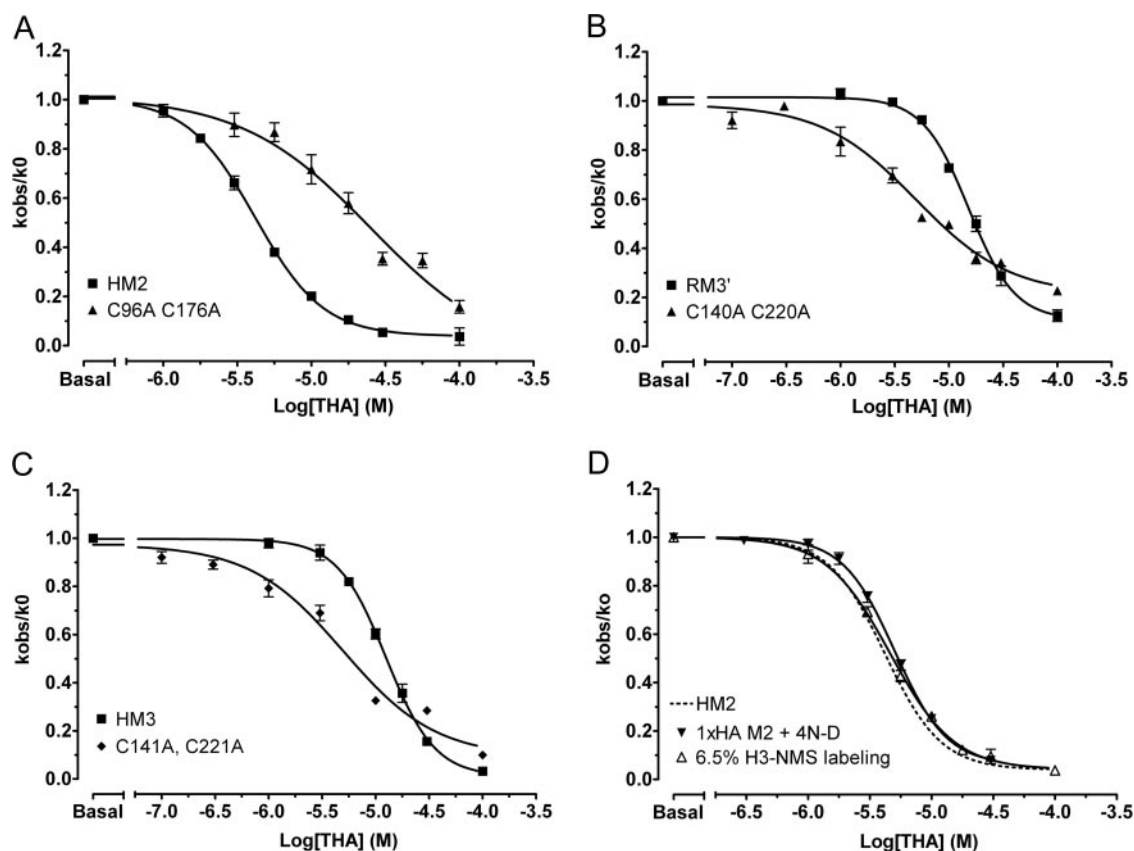 A
1.2
1.0
0.8
0.6
0.4
0.2
0.0
kobs/k0
HM2
C96A C176A
Basal -6.0 -5.5 -5.0 -4.5 -4.0 -3.5
Log[THA] (M)
B
1.2
1.0
0.8
0.6
0.4
0.2
0.0
kobs/k0
RM3'
C140A C220A
Basal -7.0 -6.5 -6.0 -5.5 -5.0 -4.5 -4.0 -3.5
Log[THA] (M)
C
1.2
1.0
0.8
0.6
0.4
0.2
0.0
kobs/k0
HM3
C141A, C221A
Basal -7.0 -6.5 -6.0 -5.5 -5.0 -4.5 -4.0 -3.5
Log[THA] (M)
D
1.2
1.0
0.8
0.6
0.4
0.2
0.0
kobs/ko
HM2
1xHA M2 + 4N-D
6.5% H3-NMS labeling
Basal -6.5 -6.0 -5.5 -5.0 -4.5 -4.0 -3.5
Log[THA] (M)